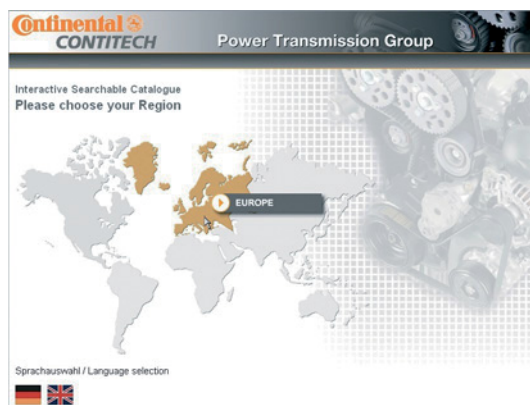 Continental
CONTITECH
Power Transmission Group
Interactive Searchable Catalogue
Please choose your Region
EUROPE
Sprachauswahl / Language selection